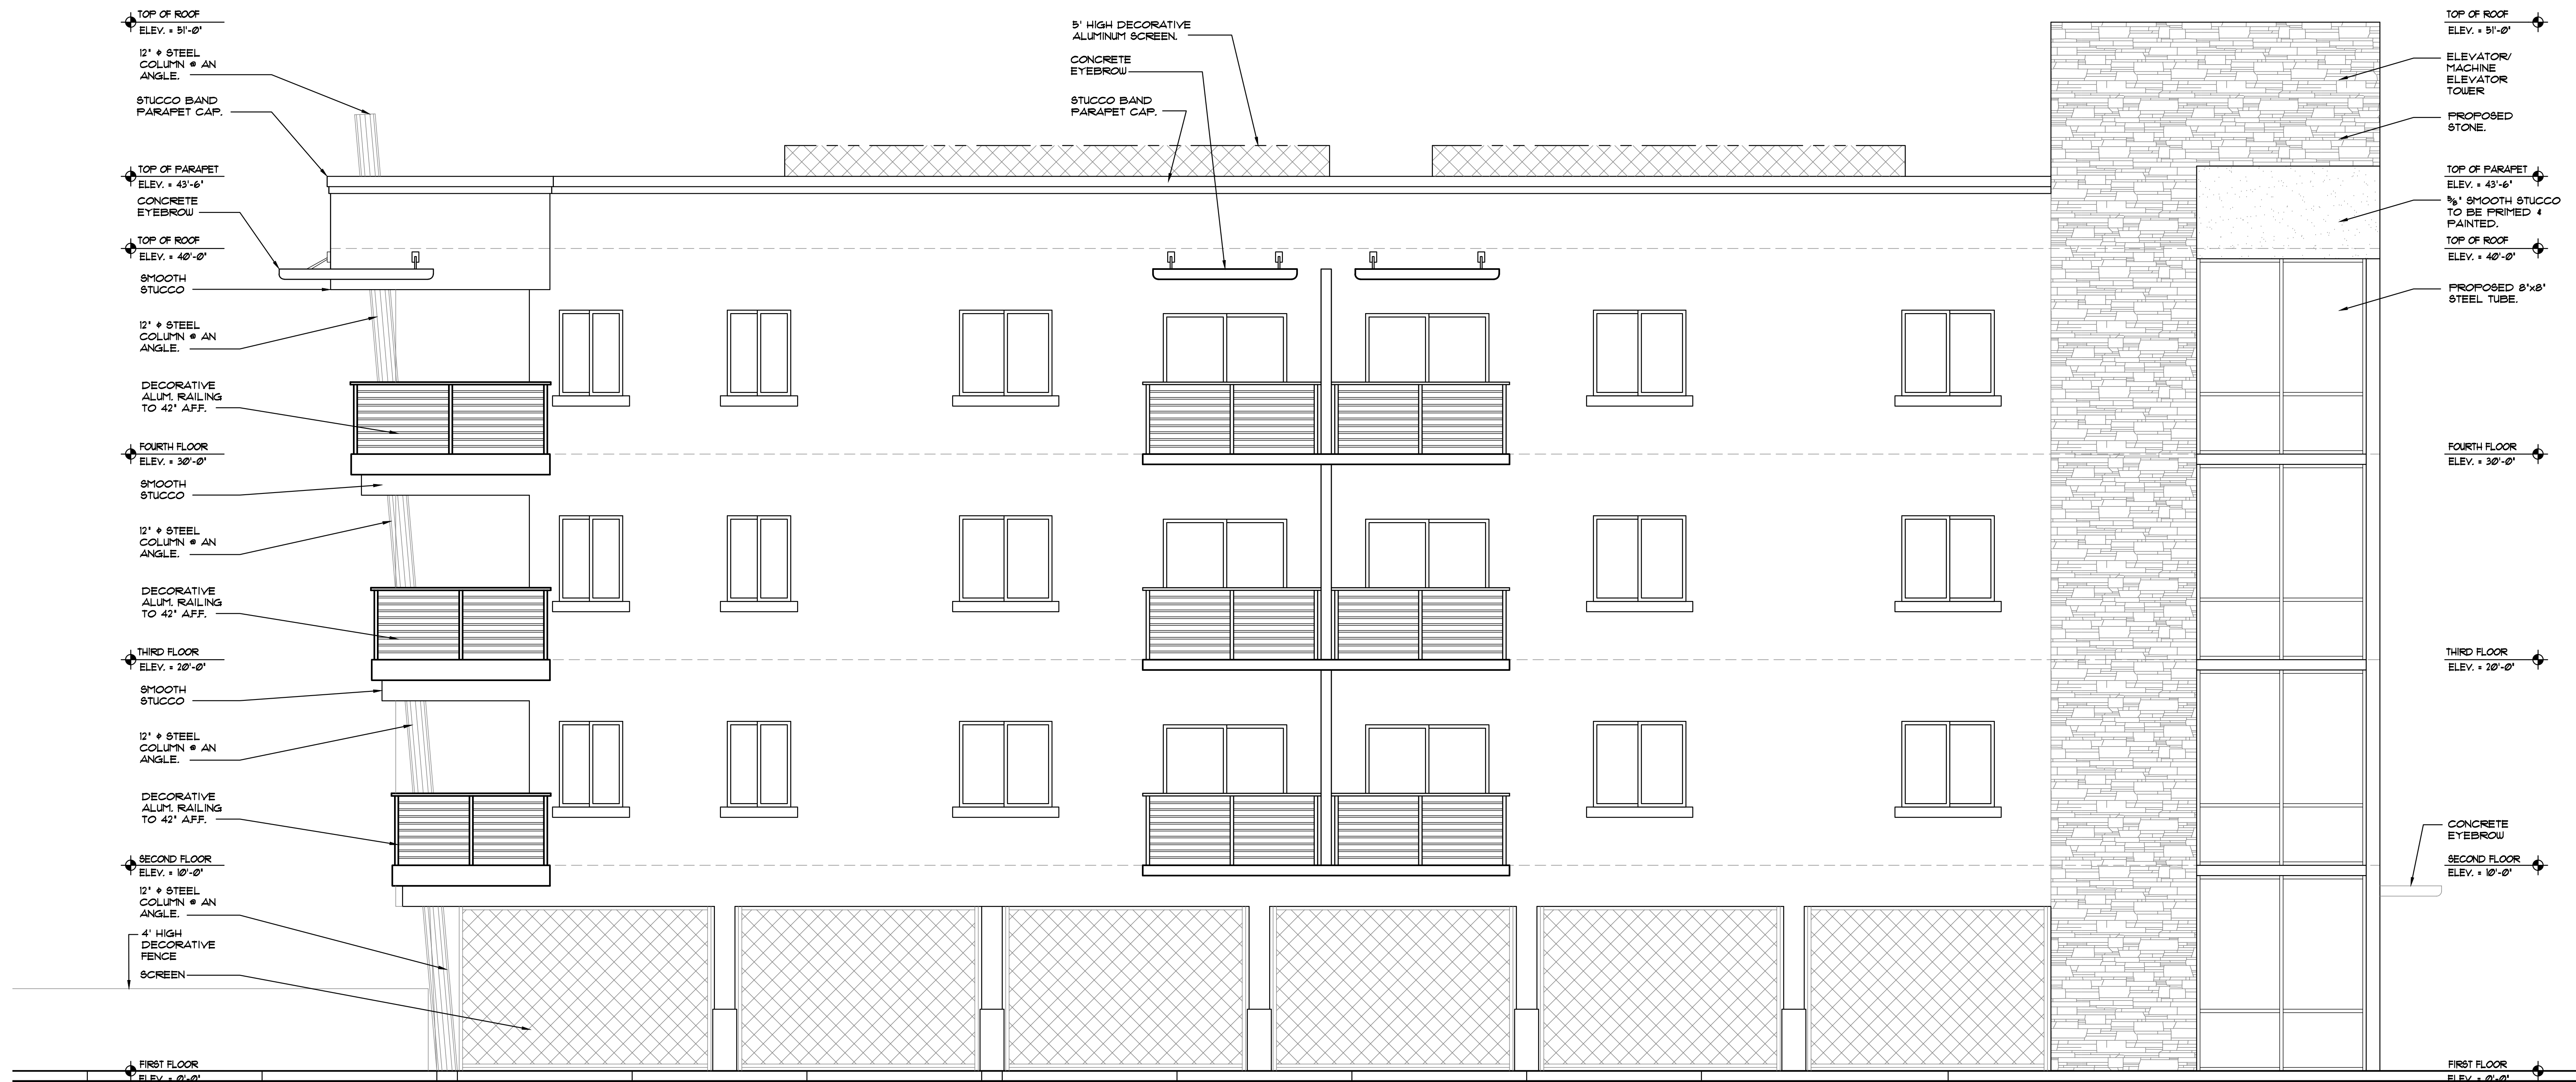 TOP OF ROOF
ELEV. = 51'-0"
12" ⌀ STEEL
COLUMN @ AN
ANGLE.
STUCCO BAND
PARAPET CAP.
TOP OF PARAPET
ELEV. = 43'-6"
CONCRETE
EYEBROW
TOP OF ROOF
ELEV. = 40'-0"
SMOOTH
STUCCO
12" ⌀ STEEL
COLUMN @ AN
ANGLE.
DECORATIVE
ALUM. RAILING
TO 42" A.F.F.
FOURTH FLOOR
ELEV. = 30'-0"
SMOOTH
STUCCO
12" ⌀ STEEL
COLUMN @ AN
ANGLE.
DECORATIVE
ALUM. RAILING
TO 42" A.F.F.
THIRD FLOOR
ELEV. = 20'-0"
SMOOTH
STUCCO
12" ⌀ STEEL
COLUMN @ AN
ANGLE.
DECORATIVE
ALUM. RAILING
TO 42" A.F.F.
SECOND FLOOR
ELEV. = 10'-0"
12" ⌀ STEEL
COLUMN @ AN
ANGLE.
4' HIGH
DECORATIVE
FENCE
SCREEN
FIRST FLOOR
ELEV. = 0'-0"
5' HIGH DECORATIVE
ALUMINUM SCREEN.
CONCRETE
EYEBROW
STUCCO BAND
PARAPET CAP.
TOP OF ROOF
ELEV. = 51'-0"
ELEVATOR/
MACHINE
ELEVATOR
TOWER
PROPOSED
STONE.
TOP OF PARAPET
ELEV. = 43'-6"
5/8" SMOOTH STUCCO
TO BE PRIMED &
PAINTED.
TOP OF ROOF
ELEV. = 40'-0"
PROPOSED 8"x8"
STEEL TUBE.
FOURTH FLOOR
ELEV. = 30'-0"
THIRD FLOOR
ELEV. = 20'-0"
CONCRETE
EYEBROW
SECOND FLOOR
ELEV. = 10'-0"
FIRST FLOOR
ELEV. = 0'-0"